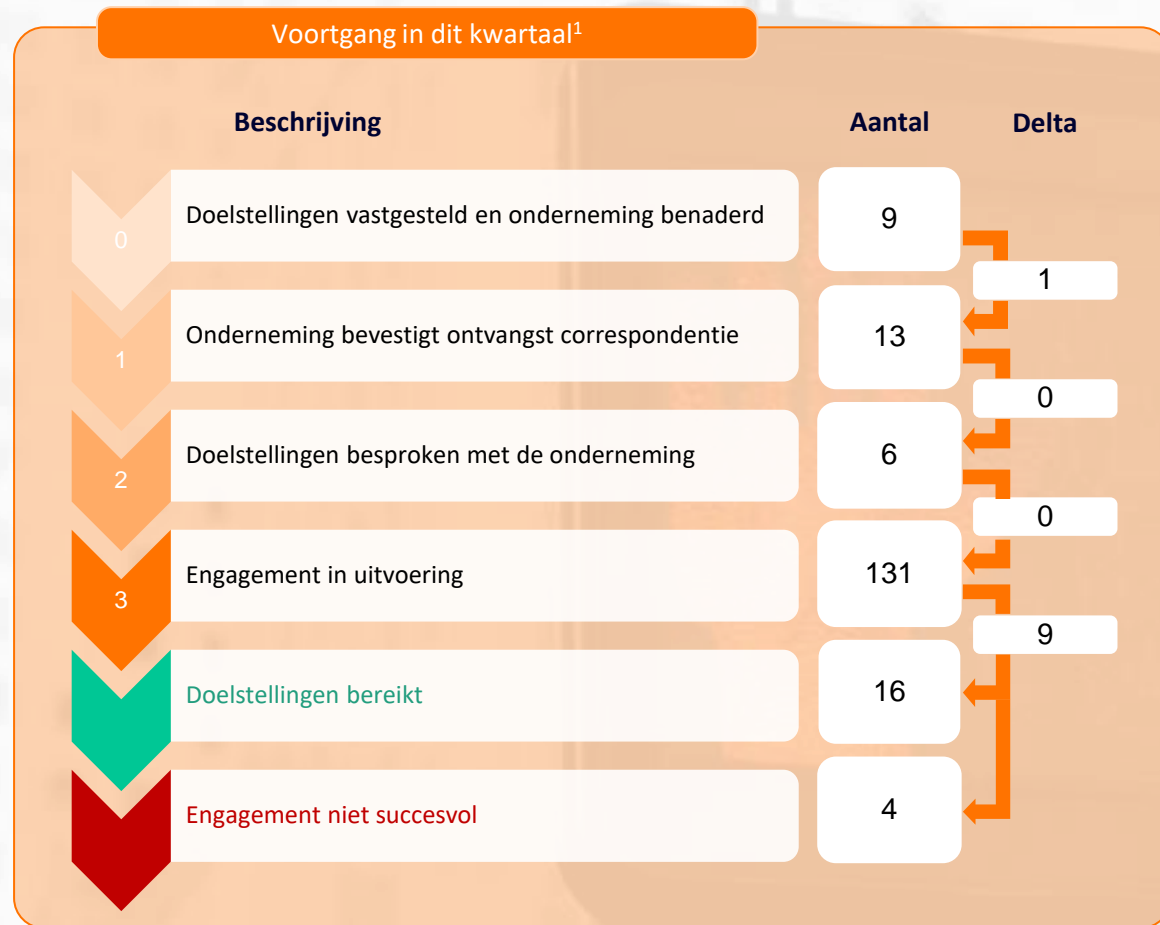 Voortgang in dit kwartaal¹
Beschrijving Aantal Delta
0 Doelstellingen vastgesteld en onderneming benaderd 9
1
1 Onderneming bevestigt ontvangst correspondentie 13
0
2 Doelstellingen besproken met de onderneming 6
0
3 Engagement in uitvoering 131
9
Doelstellingen bereikt 16
Engagement niet succesvol 4